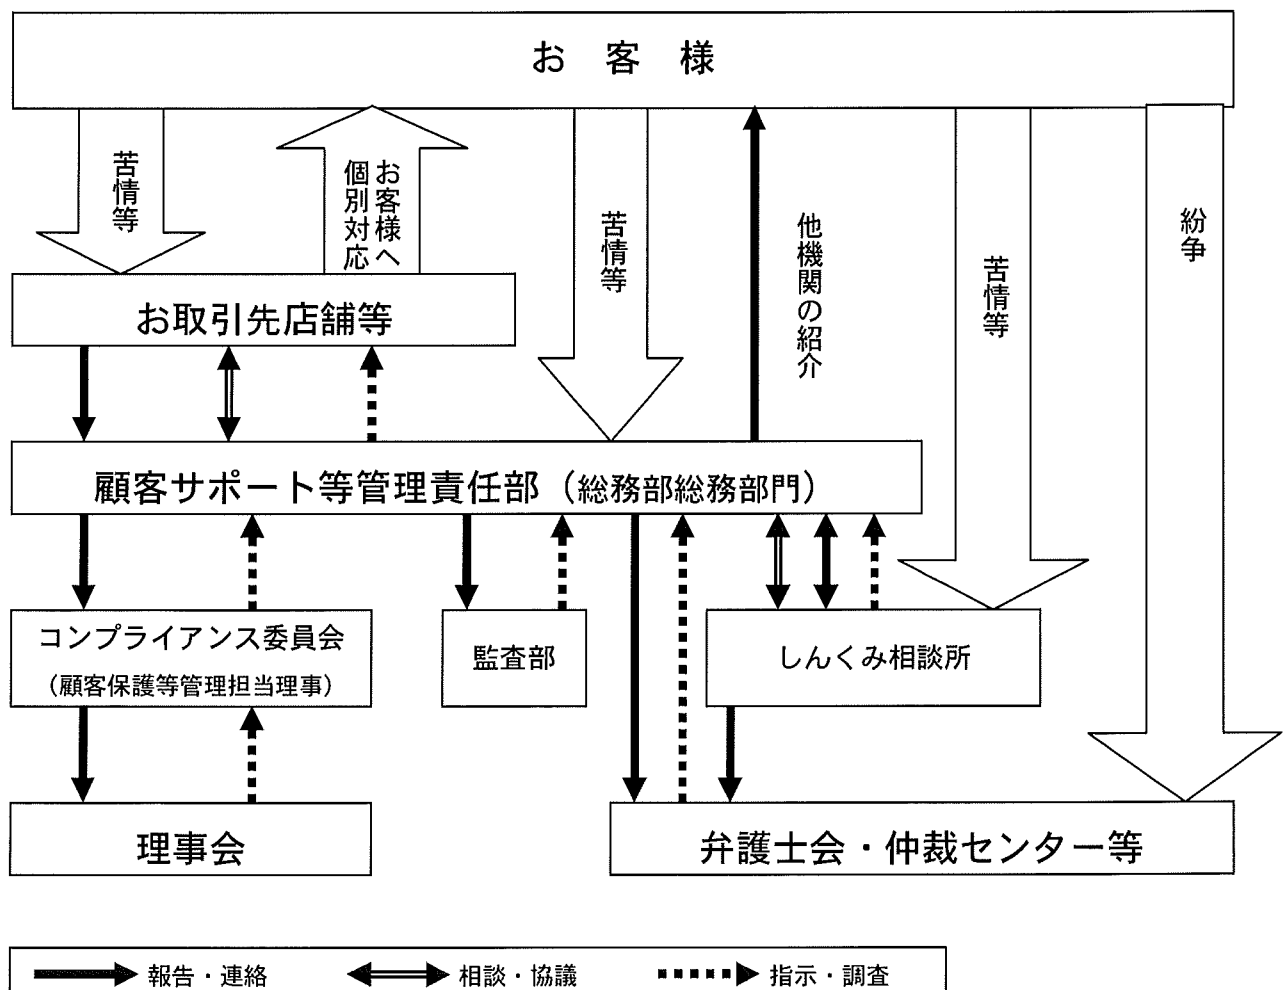 お　客　様
苦情等
お客様へ
個別対応
苦情等
他機関の紹介
苦情等
紛争
お取引先店舗等
顧客サポート等管理責任部（総務部総務部門）
コンプライアンス委員会
（顧客保護等管理担当理事）
監査部
しんくみ相談所
理事会
弁護士会・仲裁センター等
報告・連絡
相談・協議
指示・調査